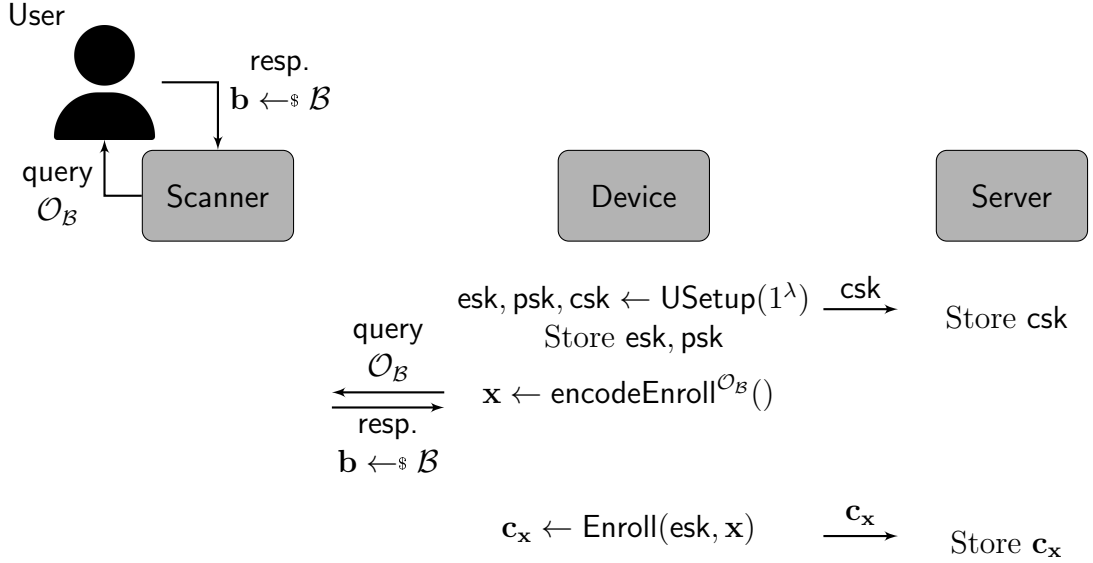 User
resp.
𝐛 ←$ ℬ
query
𝒪_ℬ
Scanner
Device
Server
esk, psk, csk ← USetup(1^λ)
csk
Store esk, psk
Store csk
query
𝒪_ℬ
𝐱 ← encodeEnroll^{𝒪_ℬ}()
resp.
𝐛 ←$ ℬ
𝐜_𝐱 ← Enroll(esk, 𝐱)
𝐜_𝐱
Store 𝐜_𝐱